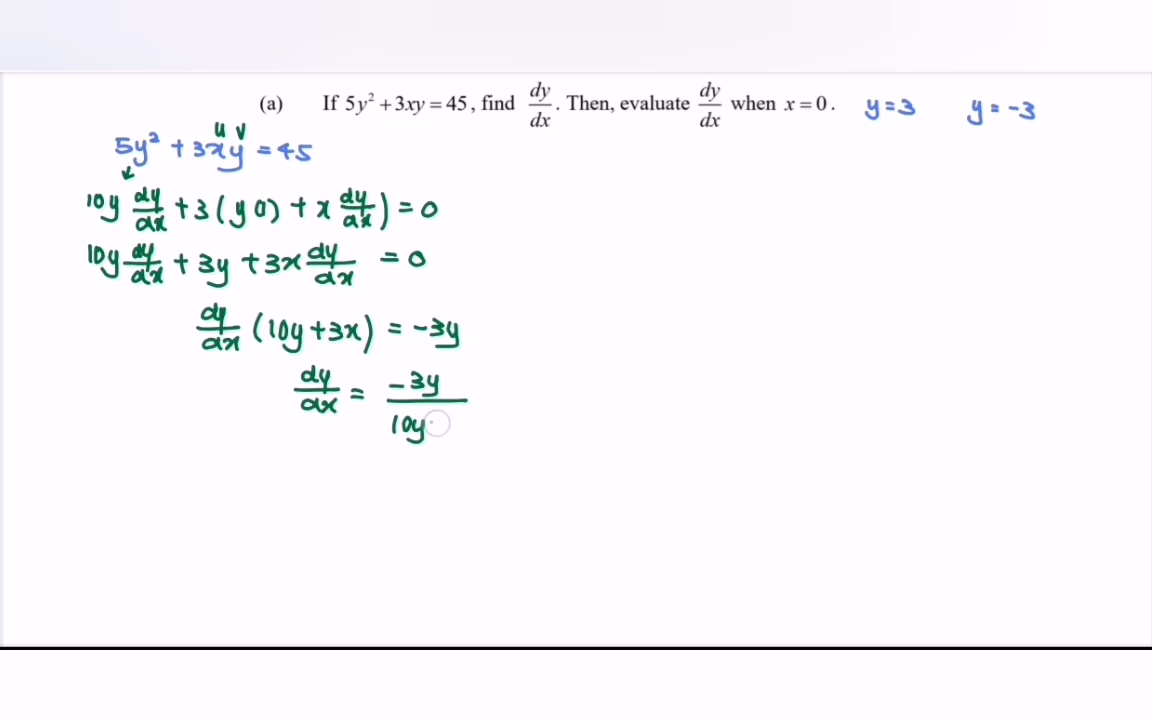 (a) If 5y² + 3xy = 45, find dy/dx. Then, evaluate dy/dx when x = 0. y = 3 y = -3
u v
5y² + 3xy = 45
10y dy/dx + 3(y(1) + x dy/dx) = 0
10y dy/dx + 3y + 3x dy/dx = 0
dy/dx (10y + 3x) = -3y
dy/dx = -3y / 10y